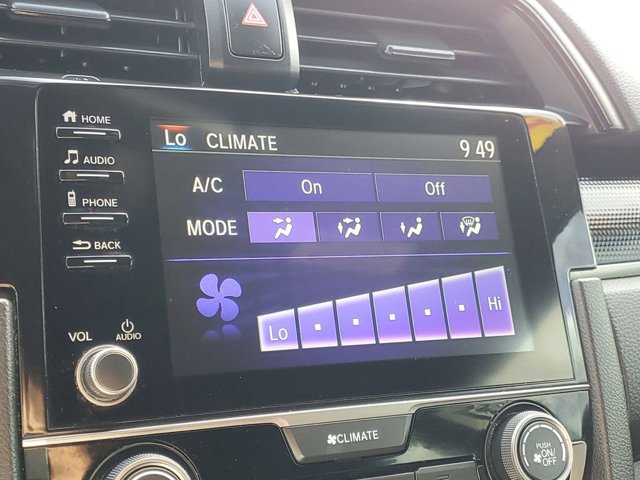 HOME
AUDIO
PHONE
BACK
VOL
AUDIO
Lo CLIMATE 9 49
A/C On Off
MODE
Lo Hi
CLIMATE
PUSH
ON/
OFF